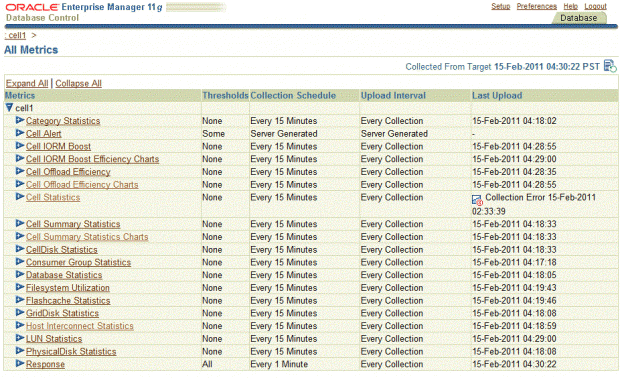 ORACLE Enterprise Manager 11g
Database Control
Setup Preferences Help Logout
Database
: cell1 >
All Metrics
Collected From Target 15-Feb-2011 04:30:22 PST
Expand All | Collapse All
Metrics Thresholds Collection Schedule Upload Interval Last Upload
cell1
Category Statistics None Every 15 Minutes Every Collection 15-Feb-2011 04:18:02
Cell Alert Some Server Generated Server Generated -
Cell IORM Boost None Every 15 Minutes Every Collection 15-Feb-2011 04:28:55
Cell IORM Boost Efficiency Charts None Every 15 Minutes Every Collection 15-Feb-2011 04:29:00
Cell Offload Efficiency None Every 15 Minutes Every Collection 15-Feb-2011 04:28:35
Cell Offload Efficiency Charts None Every 15 Minutes Every Collection 15-Feb-2011 04:28:55
Cell Statistics None Every 15 Minutes Every Collection Collection Error 15-Feb-2011
02:33:39
Cell Summary Statistics None Every 15 Minutes Every Collection 15-Feb-2011 04:18:33
Cell Summary Statistics Charts None Every 15 Minutes Every Collection 15-Feb-2011 04:18:33
CellDisk Statistics None Every 15 Minutes Every Collection 15-Feb-2011 04:18:33
Consumer Group Statistics None Every 15 Minutes Every Collection 15-Feb-2011 04:17:18
Database Statistics None Every 15 Minutes Every Collection 15-Feb-2011 04:18:05
Filesystem Utilization None Every 15 Minutes Every Collection 15-Feb-2011 04:19:43
Flashcache Statistics None Every 15 Minutes Every Collection 15-Feb-2011 04:19:46
GridDisk Statistics None Every 15 Minutes Every Collection 15-Feb-2011 04:18:08
Host Interconnect Statistics None Every 15 Minutes Every Collection 15-Feb-2011 04:18:59
LUN Statistics None Every 15 Minutes Every Collection 15-Feb-2011 04:29:00
PhysicalDisk Statistics None Every 15 Minutes Every Collection 15-Feb-2011 04:18:08
Response All Every 1 Minute Every Collection 15-Feb-2011 04:30:22